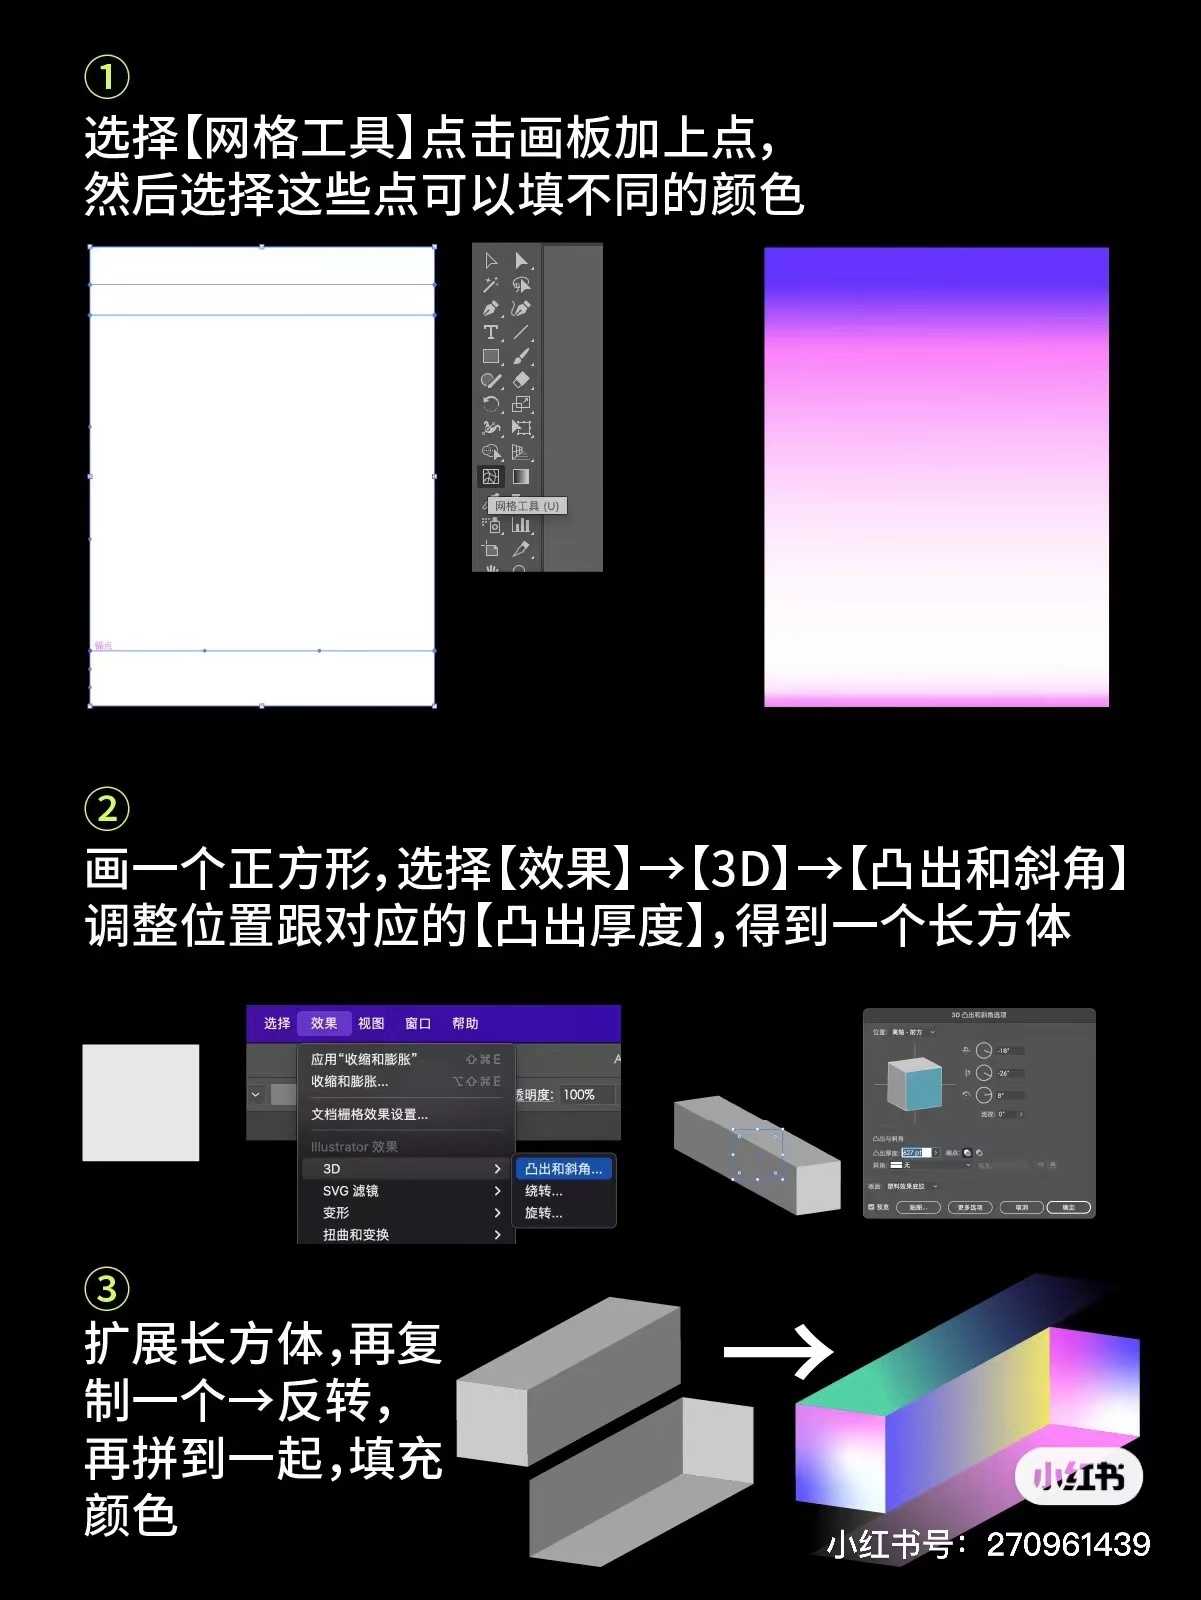 ①
选择【网格工具】点击画板加上点，
然后选择这些点可以填不同的颜色
网格工具 (U)
锚点
②
画一个正方形，选择【效果】→【3D】→【凸出和斜角】
调整位置跟对应的【凸出厚度】，得到一个长方体
选择 效果 视图 窗口 帮助
应用“收缩和膨胀” ⇧⌘E
收缩和膨胀... ⌥⇧⌘E
透明度: 100%
文档栅格效果设置...
Illustrator 效果
3D
凸出和斜角...
SVG 滤镜
绕转...
变形
旋转...
扭曲和变换
3D 凸出和斜角选项
位置: 离轴 - 前方
-18°
-26°
8°
透视: 0°
凸出与斜角
凸出厚度: 627 pt 端点:
斜角: 无
表面: 塑料效果底纹
预览 贴图... 更多选项 取消 确定
③
扩展长方体，再复
制一个→反转，
再拼到一起，填充
颜色
小红书
小红书号：270961439